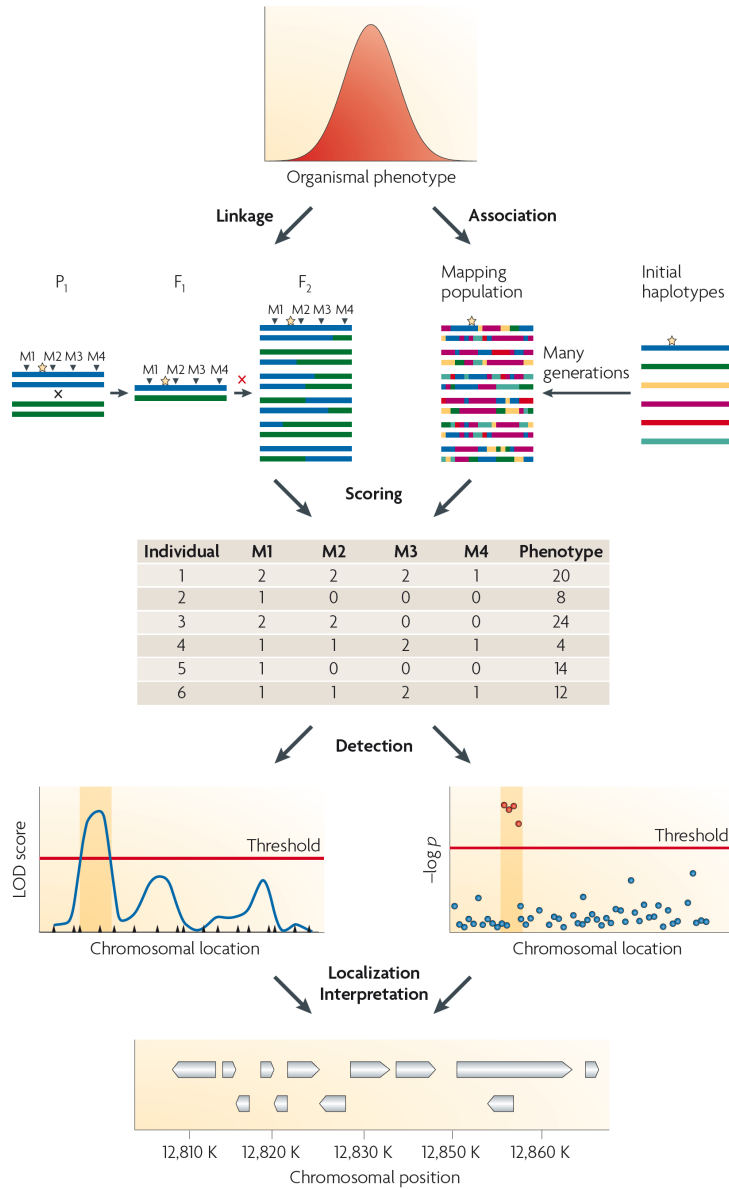 Organismal phenotype
Linkage
Association
P1
F1
F2
Mapping
population
Initial
haplotypes
M1 M2 M3 M4
M1 M2 M3 M4
M1 M2 M3 M4
×
×
Many
generations
Scoring
Individual M1 M2 M3 M4 Phenotype
1 2 2 2 1 20
2 1 0 0 0 8
3 2 2 0 0 24
4 1 1 2 1 4
5 1 0 0 0 14
6 1 1 2 1 12
Detection
LOD score
Threshold
Chromosomal location
–log p
Threshold
Chromosomal location
Localization
Interpretation
12,810 K 12,820 K 12,830 K 12,850 K 12,860 K
Chromosomal position